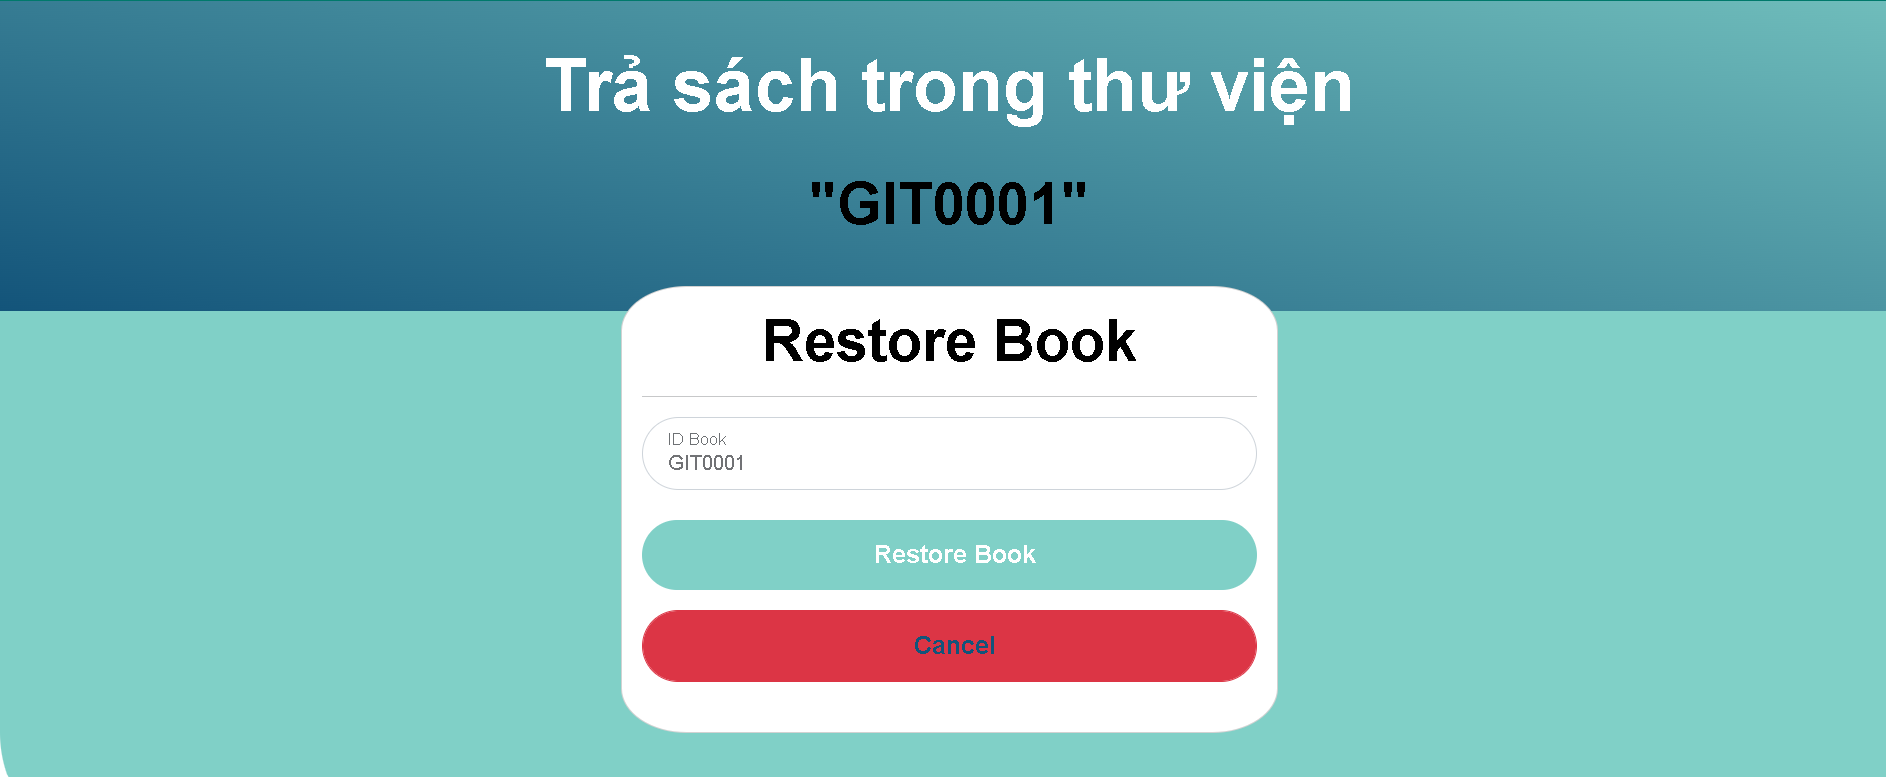 Trả sách trong thư viện
"GIT0001"
Restore Book
ID Book
GIT0001
Restore Book
Cancel